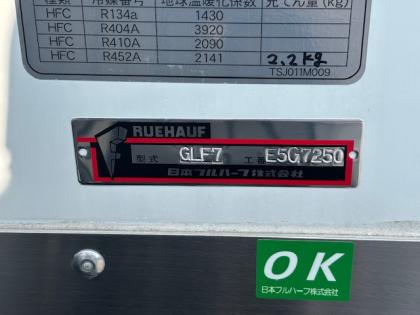 種類 冷媒番号 地球温暖化係数 充てん量(kg)
HFC R134a 1430
HFC R404A 3920
HFC R410A 2090
HFC R452A 2141 2.2kg
TSJ011M009
RUEHAUF
型式 GLF7 工番 E5G7250
日本フルハーフ株式会社
OK
日本フルハーフ株式会社